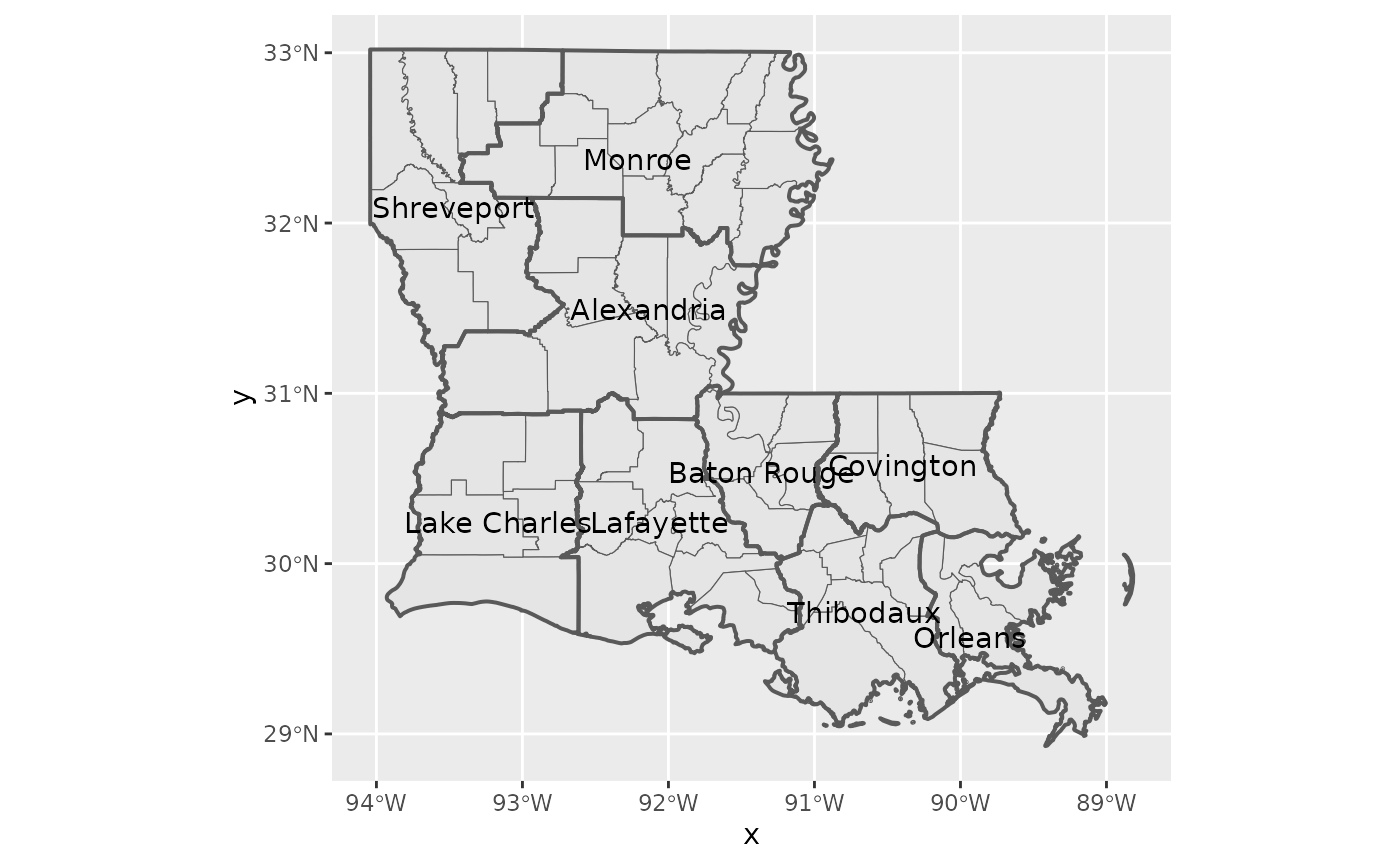 33°N
32°N
31°N
30°N
29°N
y
Monroe
Shreveport
Alexandria
Baton Rouge
Covington
Lake Charles
Lafayette
Thibodaux
Orleans
94°W
93°W
92°W
91°W
90°W
89°W
x